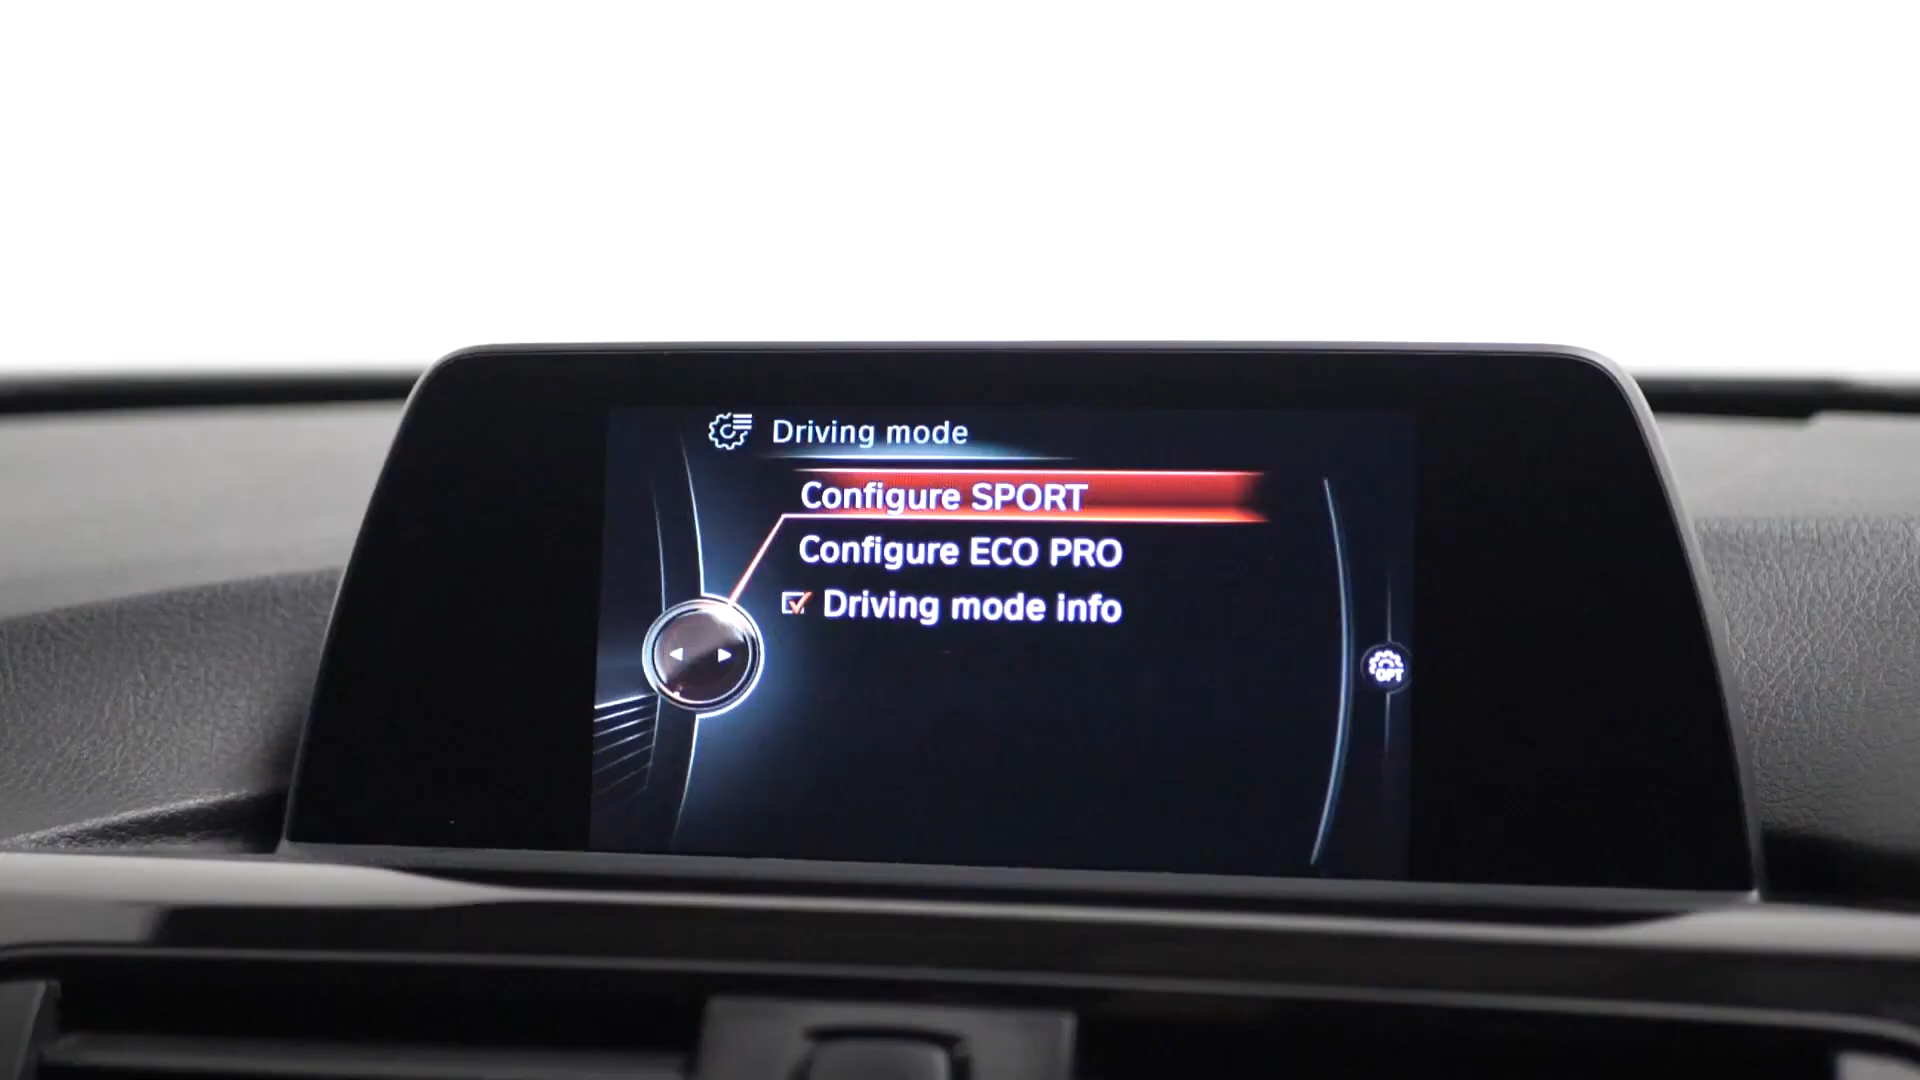 Driving mode
Configure SPORT
Configure ECO PRO
Driving mode info
OPT